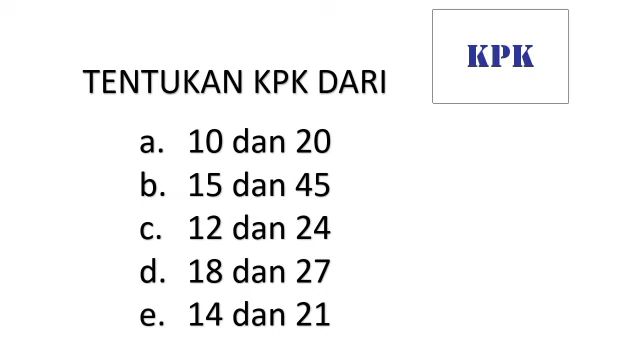 KPK
TENTUKAN KPK DARI
a. 10 dan 20
b. 15 dan 45
c. 12 dan 24
d. 18 dan 27
e. 14 dan 21